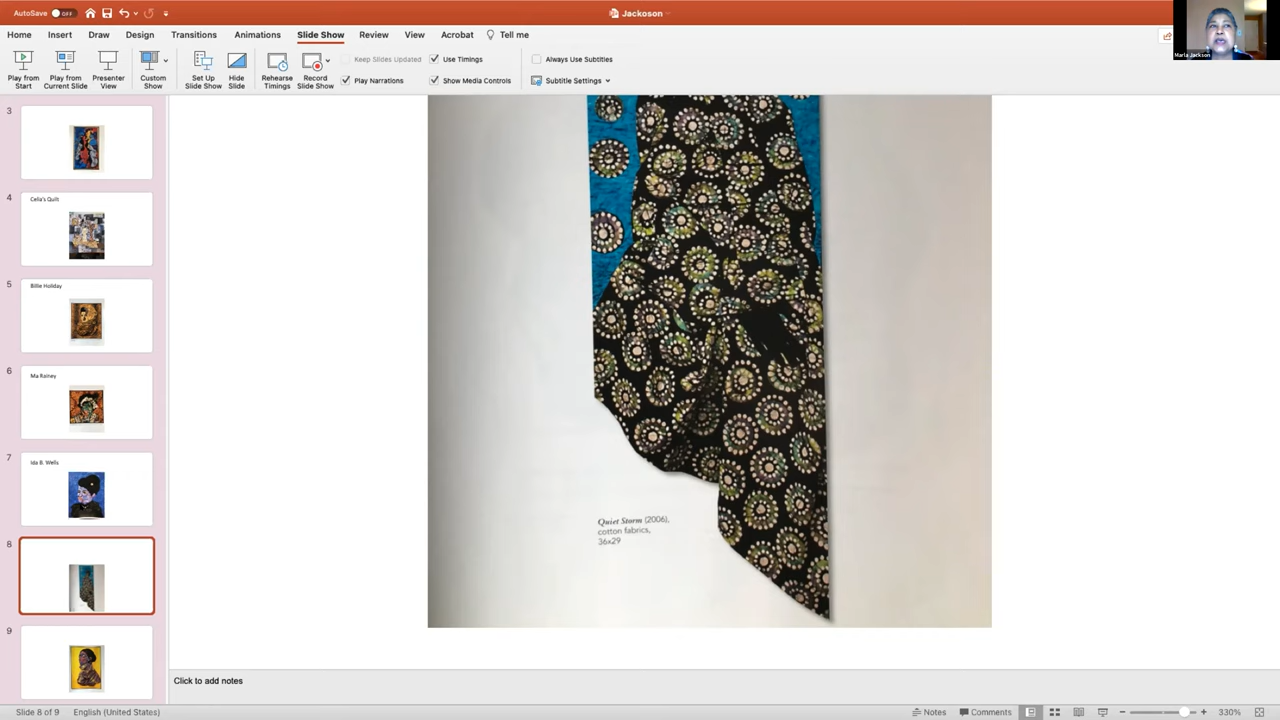 AutoSave OFF
Jackoson
Home Insert Draw Design Transitions Animations Slide Show Review View Acrobat Tell me
Play from Start
Play from Current Slide
Presenter View
Custom Show
Set Up Slide Show
Hide Slide
Rehearse Timings
Record Slide Show
Keep Slides Updated
Play Narrations
Use Timings
Show Media Controls
Always Use Subtitles
Subtitle Settings
Marla Jackson
3
4
Celia's Quilt
5
Billie Holiday
6
Ma Rainey
7
Ida B. Wells
8
9
Quiet Storm (2006),
cotton fabrics,
36x29
Click to add notes
Slide 8 of 9 English (United States) Notes Comments 330%